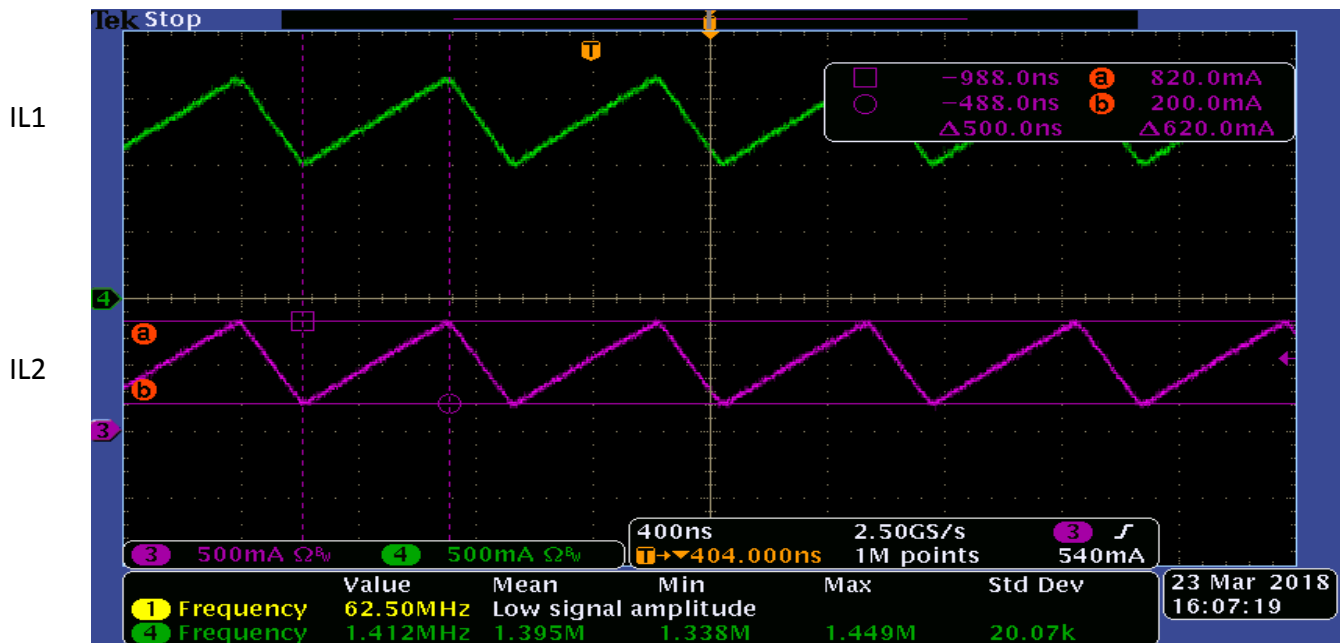 Tek Stop
T
IL1
−988.0ns a 820.0mA
−488.0ns b 200.0mA
Δ500.0ns Δ620.0mA
4
a
IL2
b
3
400ns 2.50GS/s 3
3 500mA ΩBw 4 500mA ΩBw
T→▼404.000ns 1M points 540mA
Value Mean Min Max Std Dev
23 Mar 2018
1 Frequency 62.50MHz Low signal amplitude
16:07:19
4 Frequency 1.412MHz 1.395M 1.338M 1.449M 20.07k